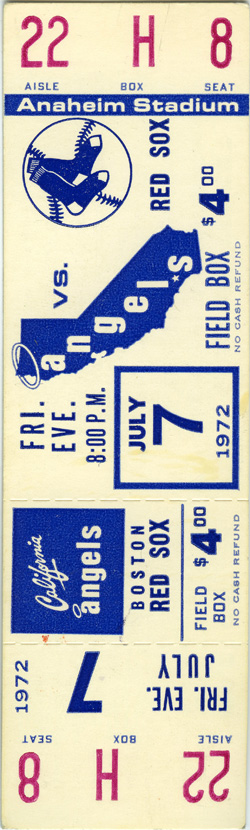 22 H 8
AISLE BOX SEAT
Anaheim Stadium
RED SOX
VS.
angels
$4.00
FIELD BOX
NO CASH REFUND
FRI.
EVE.
8:00 P.M.
JULY
7
1972
California
angels
BOSTON
RED SOX
$4.00
FIELD
BOX
NO CASH REFUND
FRI. EVE.
JULY
7
1972
AISLE BOX SEAT
22 H 8